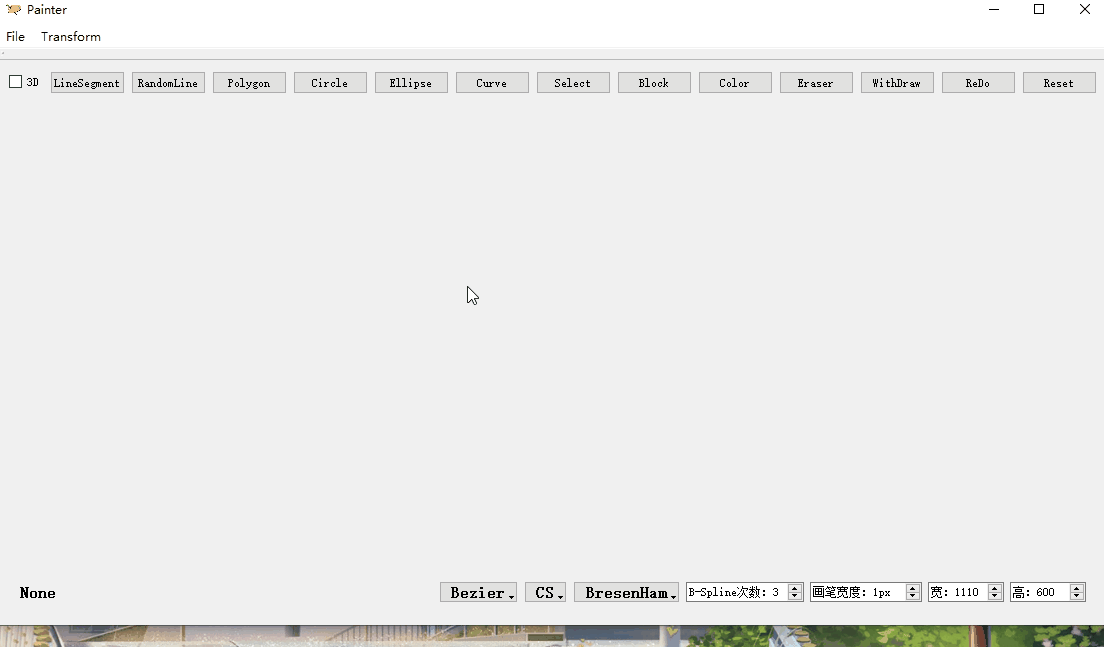 Painter
File Transform
3D LineSegment RandomLine Polygon Circle Ellipse Curve Select Block Color Eraser WithDraw ReDo Reset
None Bezier CS BresenHam B-Spline次数: 3 画笔宽度: 1px 宽: 1110 高: 600